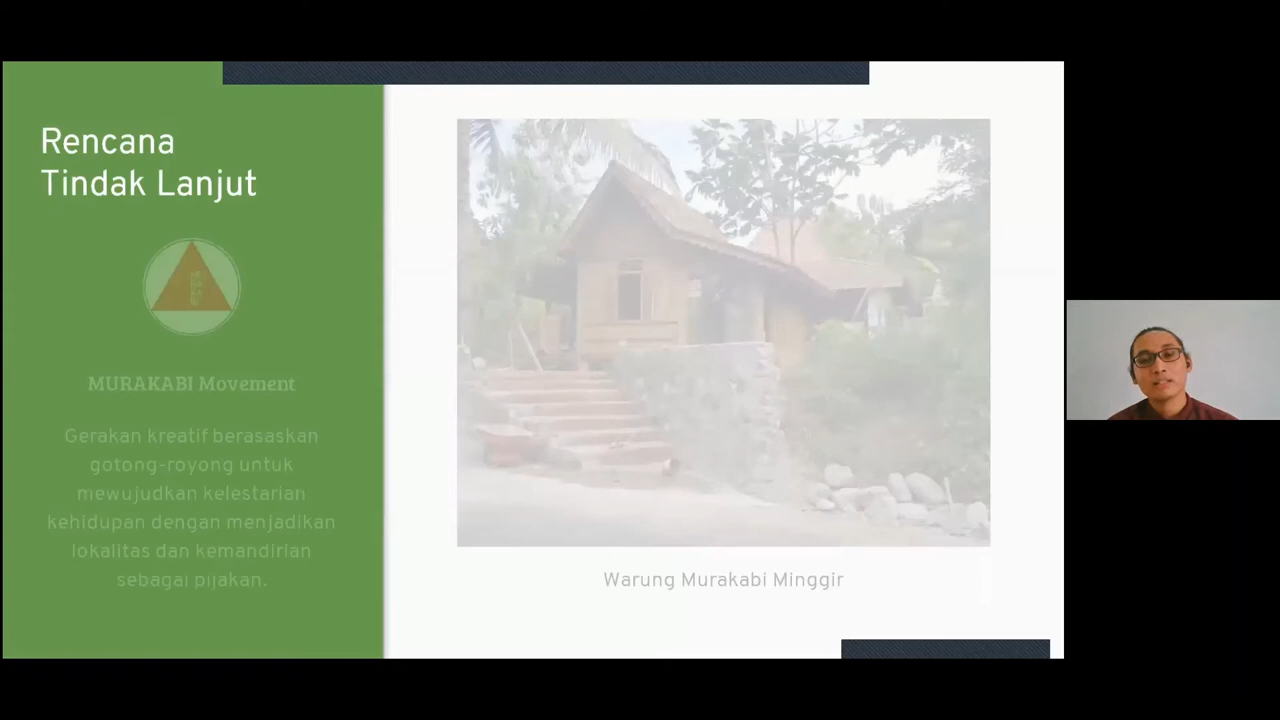 Rencana
Tindak Lanjut
MURAKABI Movement
Gerakan kreatif berasaskan
gotong-royong untuk
mewujudkan kelestarian
kehidupan dengan menjadikan
lokalitas dan kemandirian
sebagai pijakan.
Warung Murakabi Minggir